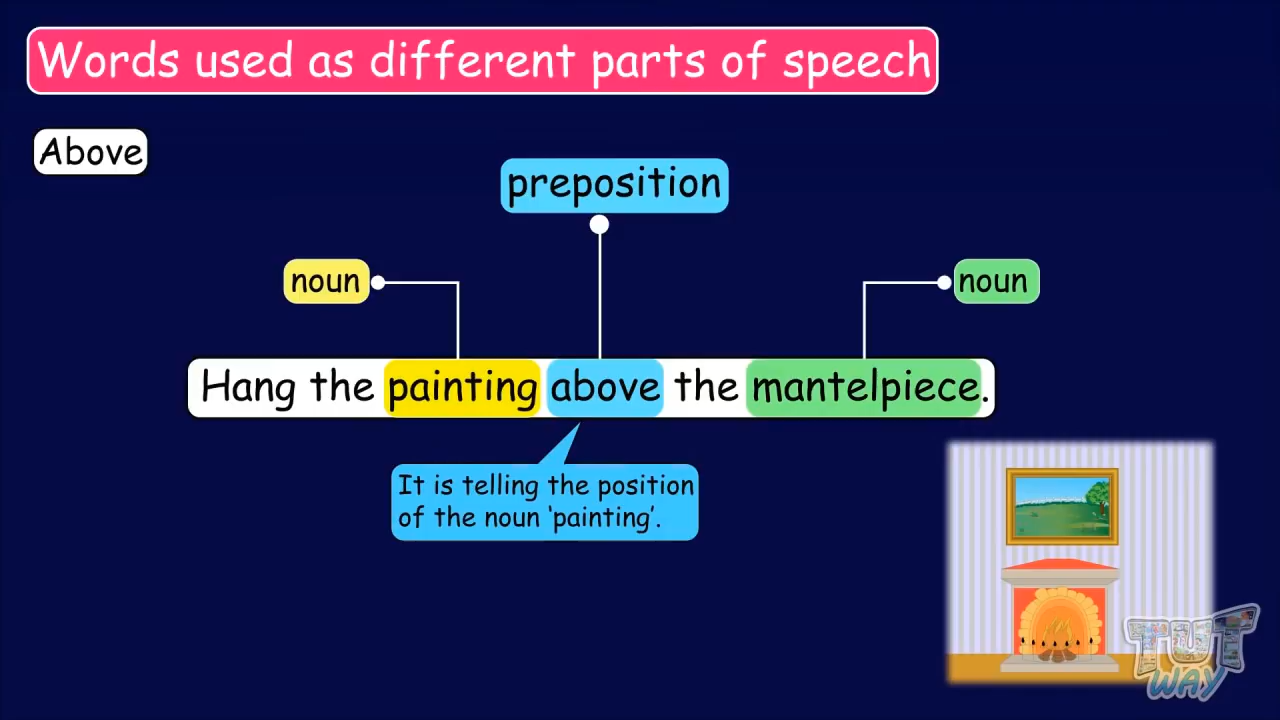 Words used as different parts of speech
Above
preposition
noun
noun
Hang the painting above the mantelpiece.
It is telling the position
of the noun ‘painting’.
TUT
WAY